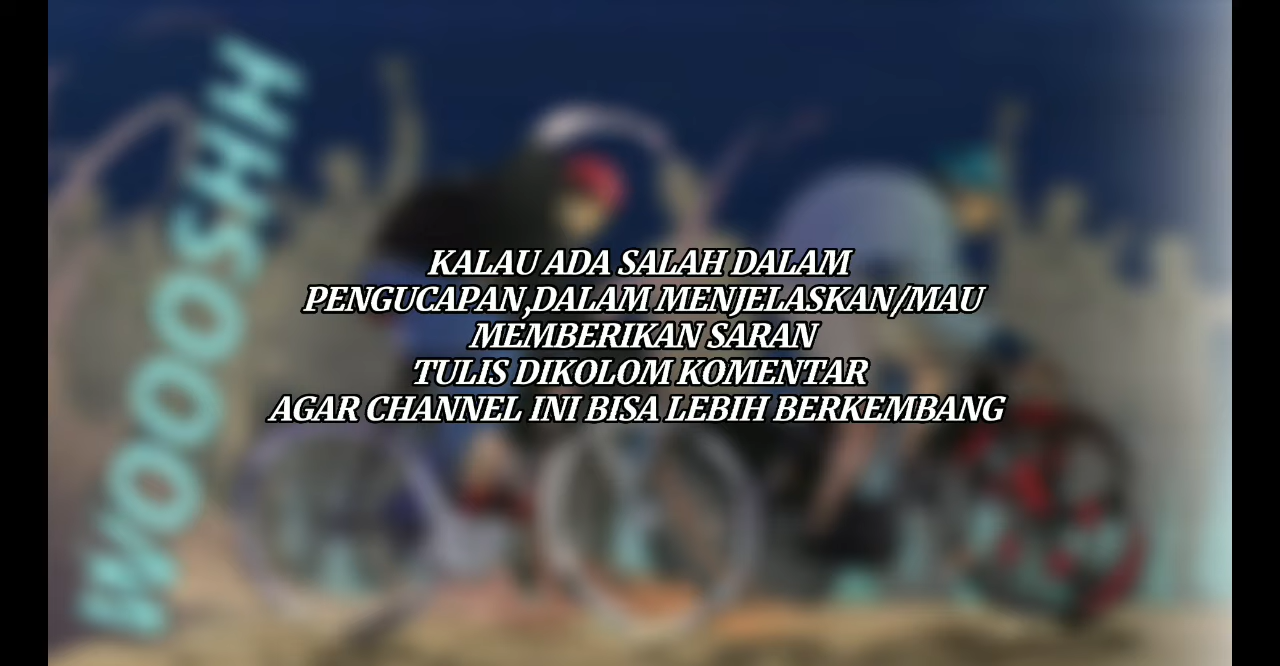 WOOOSHH
KALAU ADA SALAH DALAM
PENGUCAPAN,DALAM MENJELASKAN/MAU
MEMBERIKAN SARAN
TULIS DIKOLOM KOMENTAR
AGAR CHANNEL INI BISA LEBIH BERKEMBANG